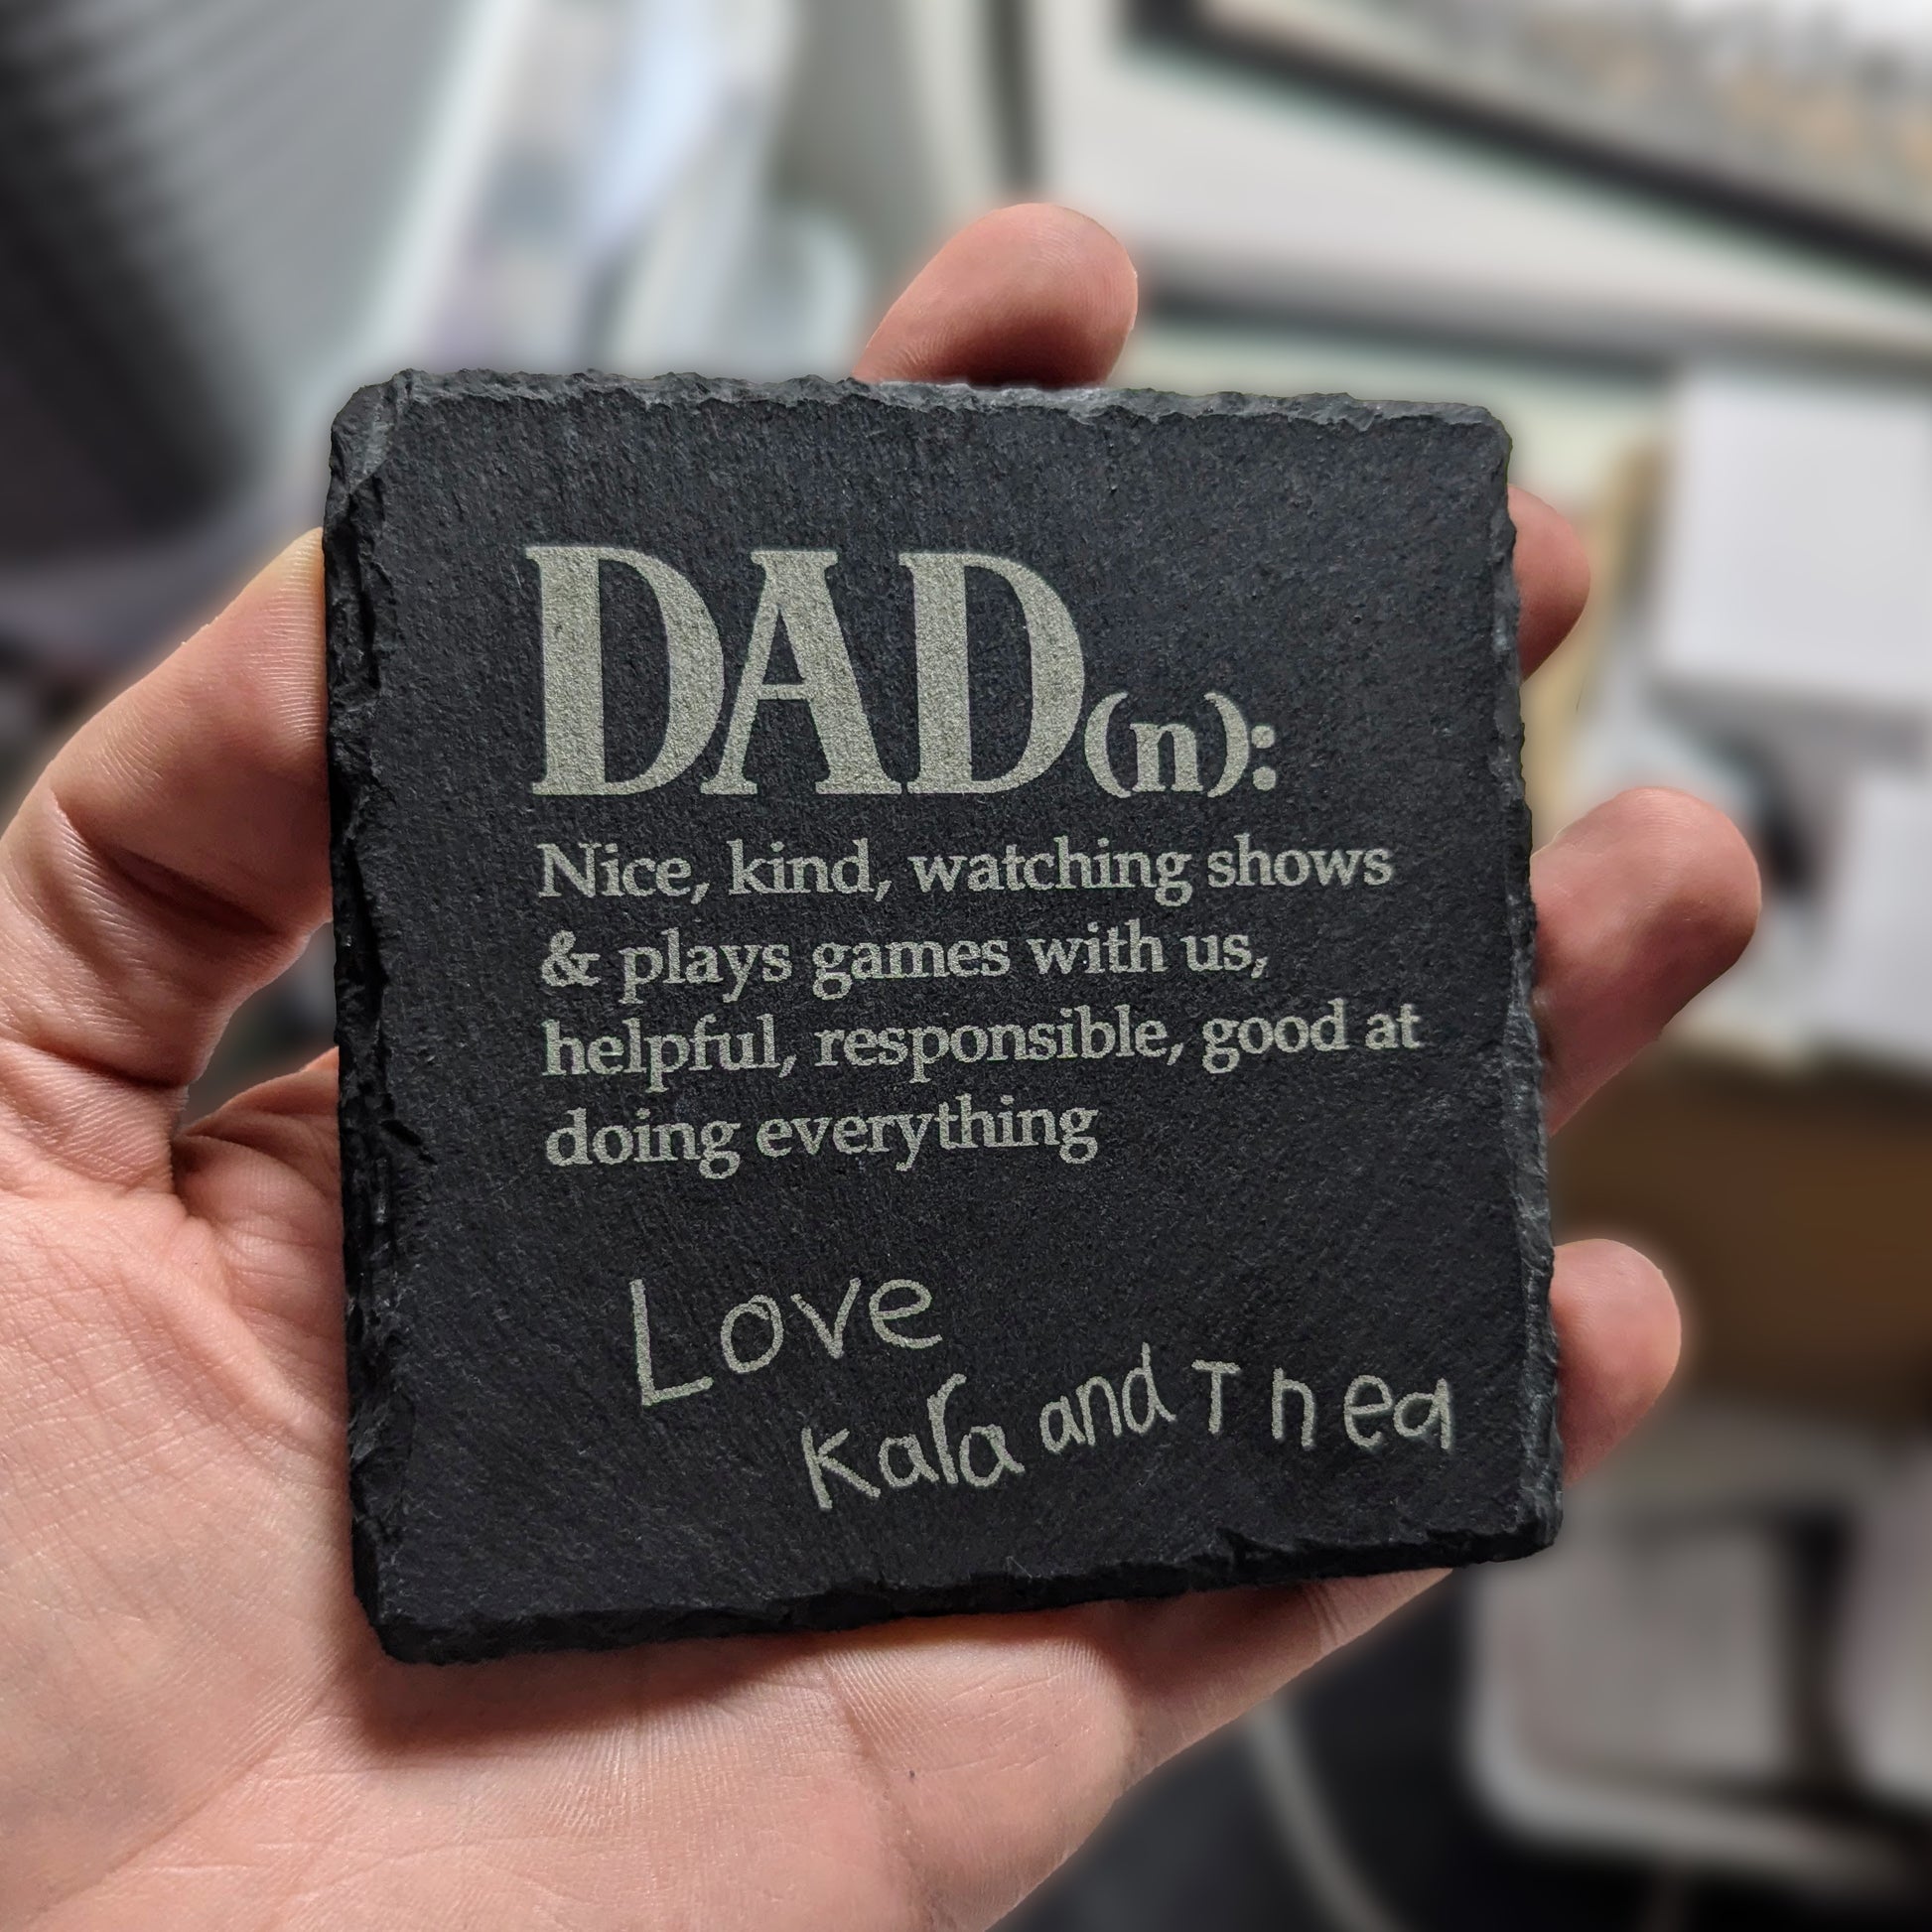 DAD(n):
Nice, kind, watching shows
& plays games with us,
helpful, responsible, good at
doing everything
Love
Kala and Thea